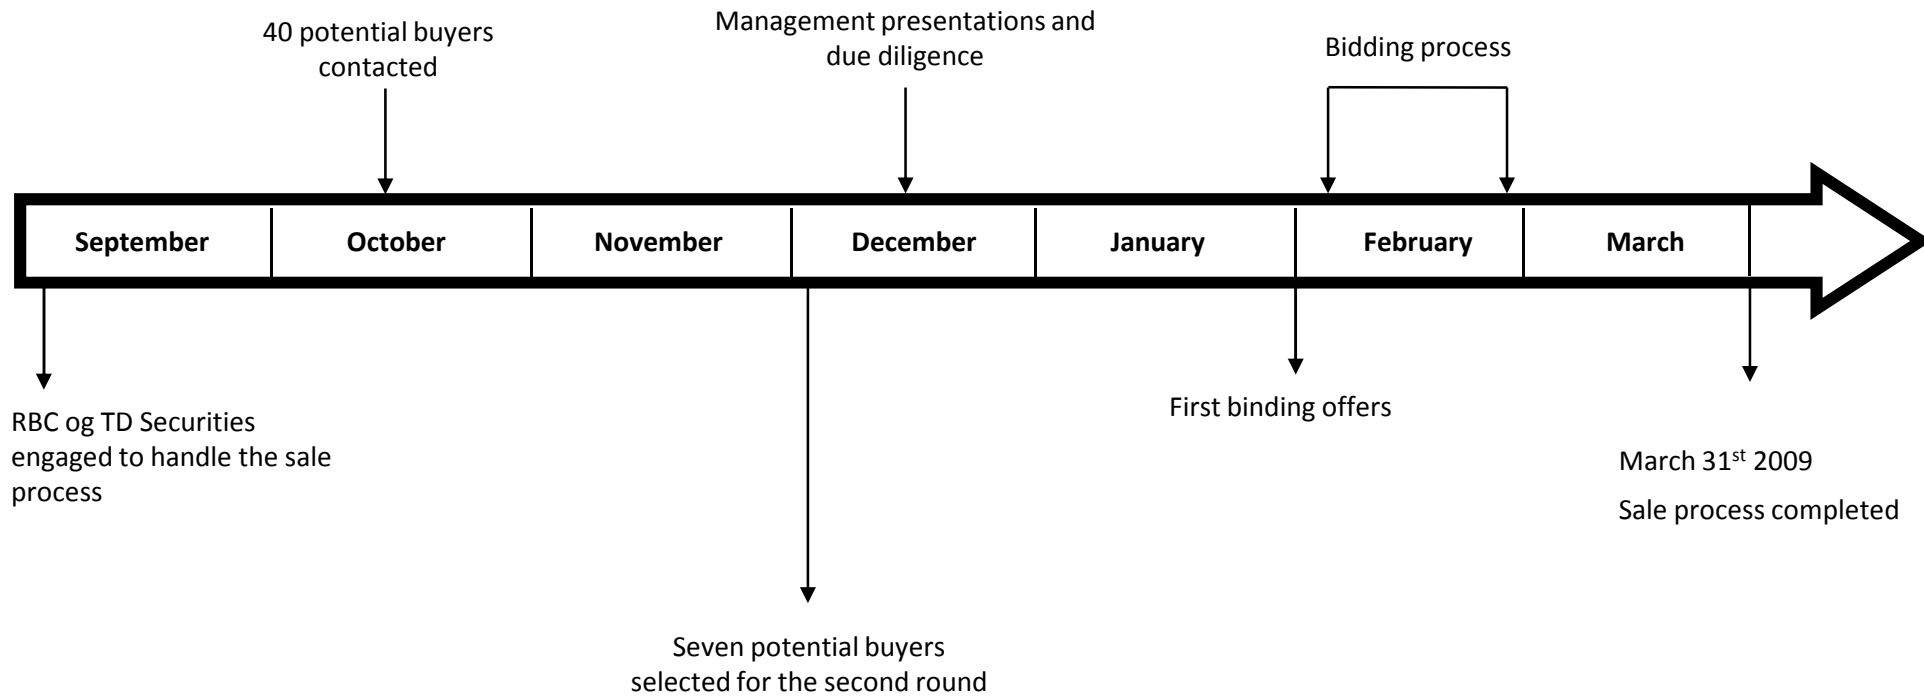 40 potential buyers
contacted
Management presentations and
due diligence
Bidding process
September
October
November
December
January
February
March
RBC og TD Securities
engaged to handle the sale
process
First binding offers
March 31st 2009
Sale process completed
Seven potential buyers
selected for the second round